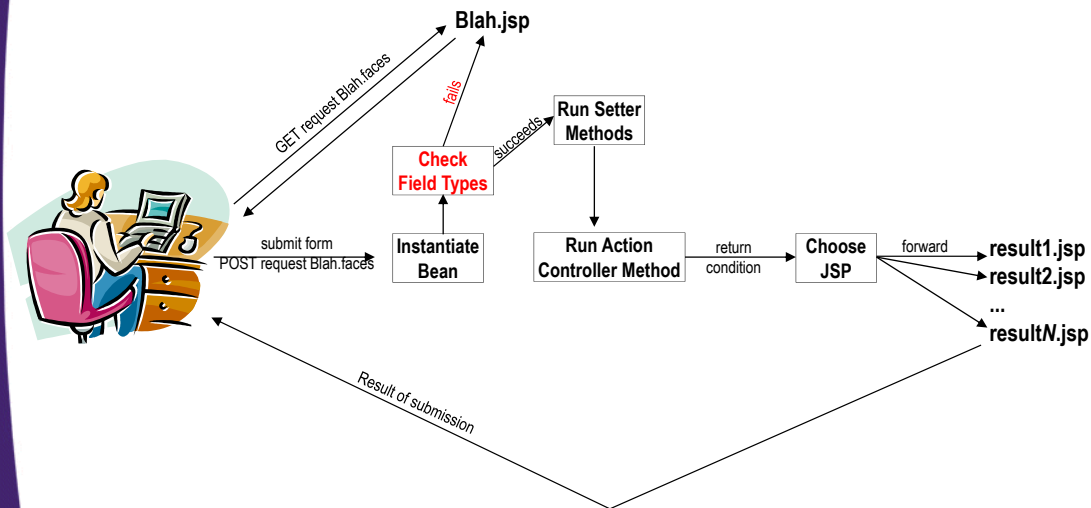 Blah.jsp
GET request Blah.faces
fails
succeeds
Run Setter
Methods
Check
Field Types
submit form
POST request Blah.faces
Instantiate
Bean
Run Action
Controller Method
return
condition
Choose
JSP
forward
result1.jsp
result2.jsp
...
resultN.jsp
Result of submission